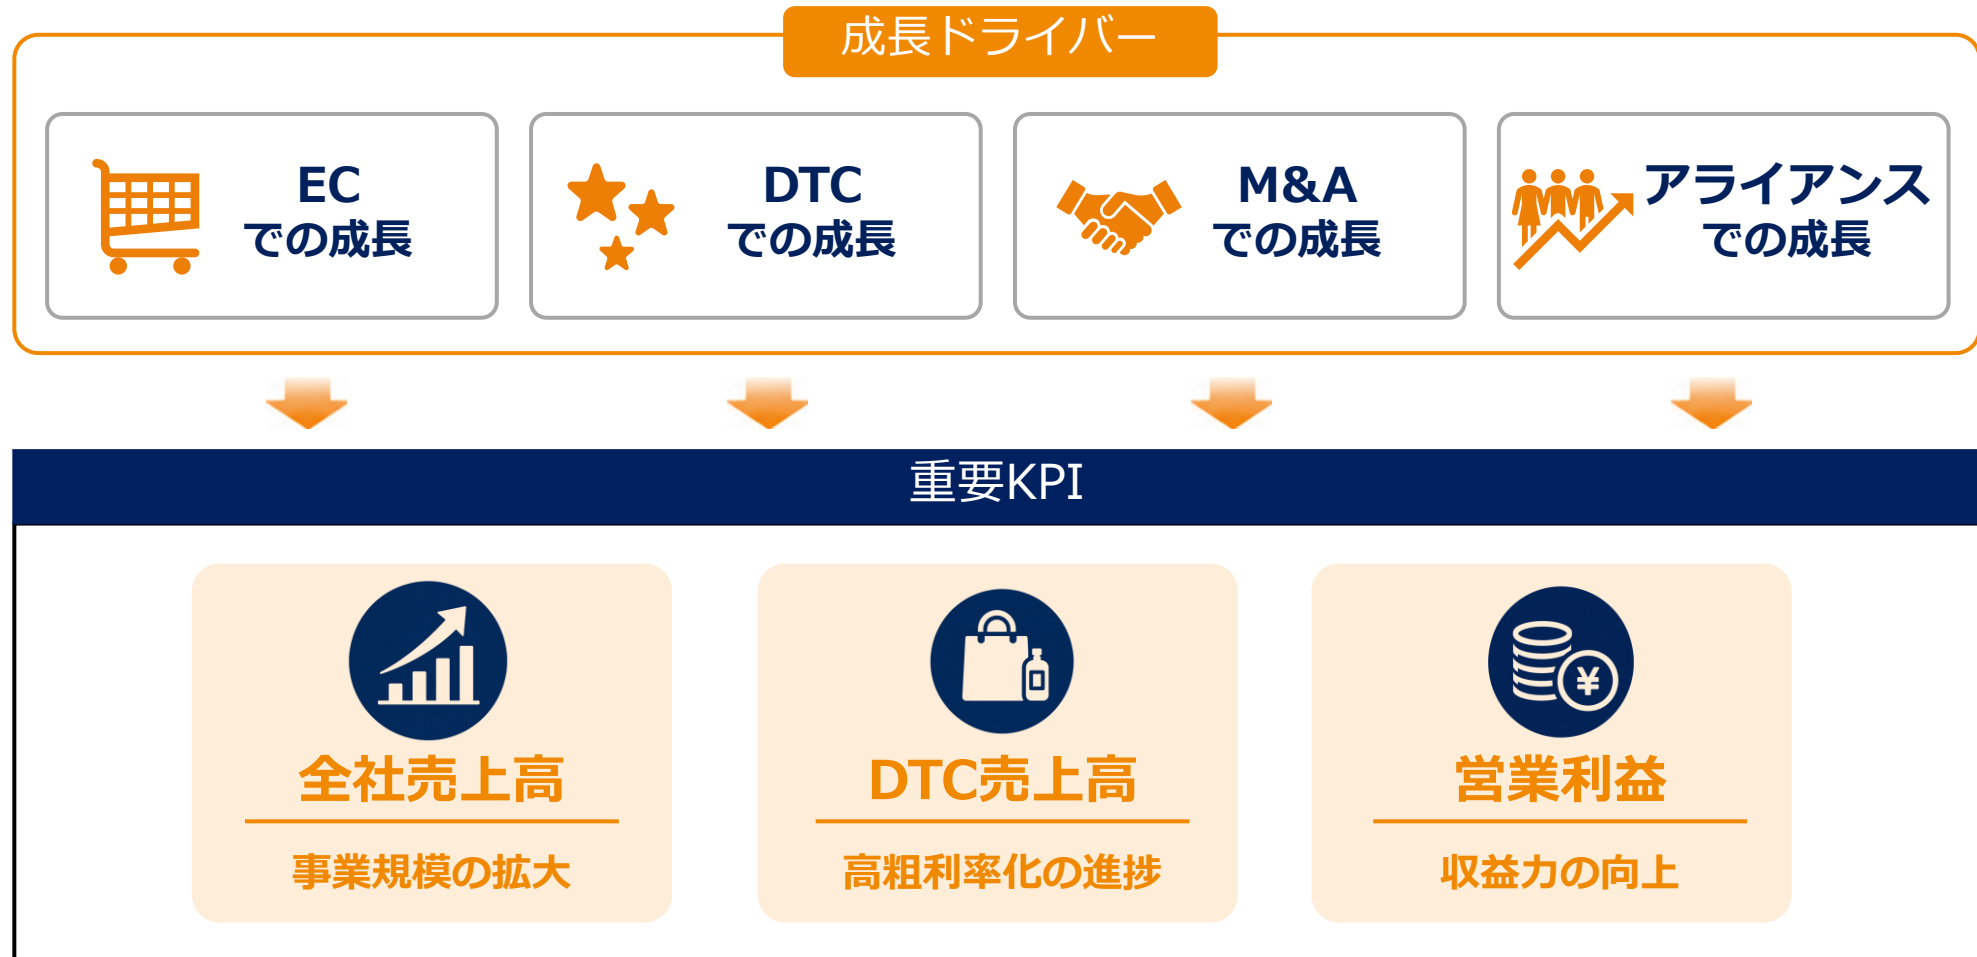 成長ドライバー
EC
での成長
DTC
での成長
M&A
での成長
アライアンス
での成長
重要KPI
全社売上高
事業規模の拡大
DTC売上高
高粗利率化の進捗
¥
営業利益
収益力の向上